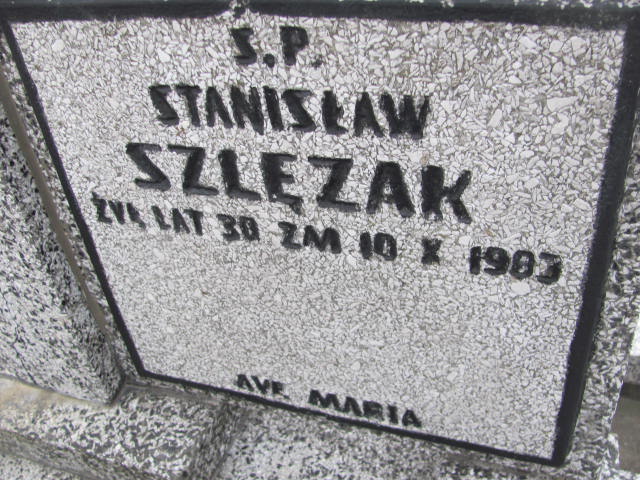 Ś.P.
STANISŁAW
SZLĘZAK
ŻYŁ LAT 30 ZM 10 X 1983
AVE MARIA